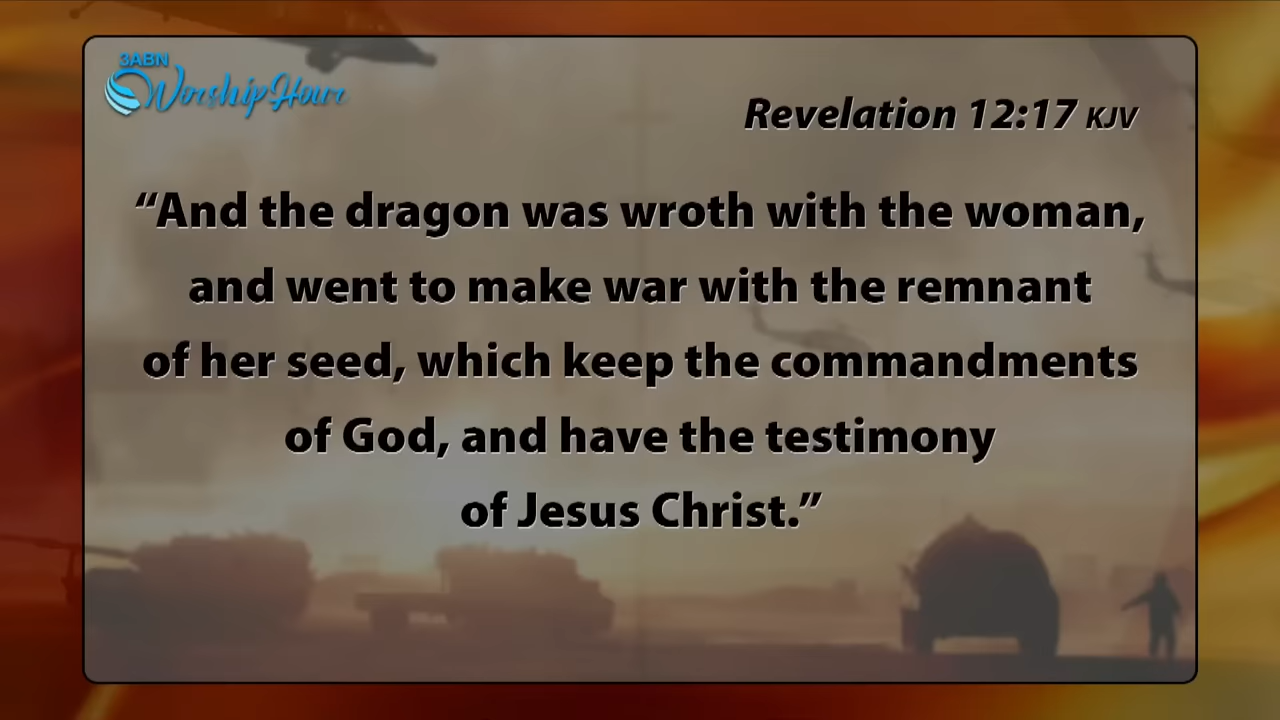 3ABN
Worship Hour
Revelation 12:17 KJV
“And the dragon was wroth with the woman,
and went to make war with the remnant
of her seed, which keep the commandments
of God, and have the testimony
of Jesus Christ.”